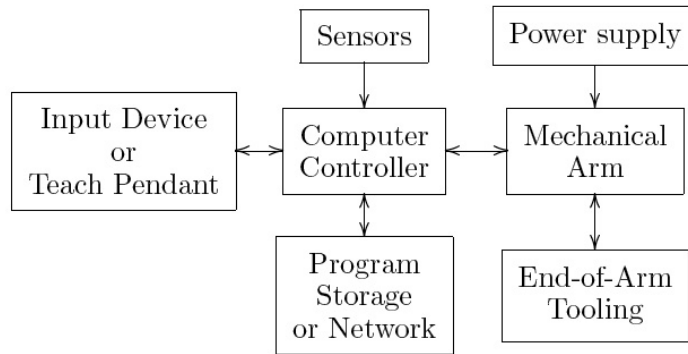 Sensors
Power supply
Input Device
or
Teach Pendant
Computer
Controller
Mechanical
Arm
Program
Storage
or Network
End-of-Arm
Tooling